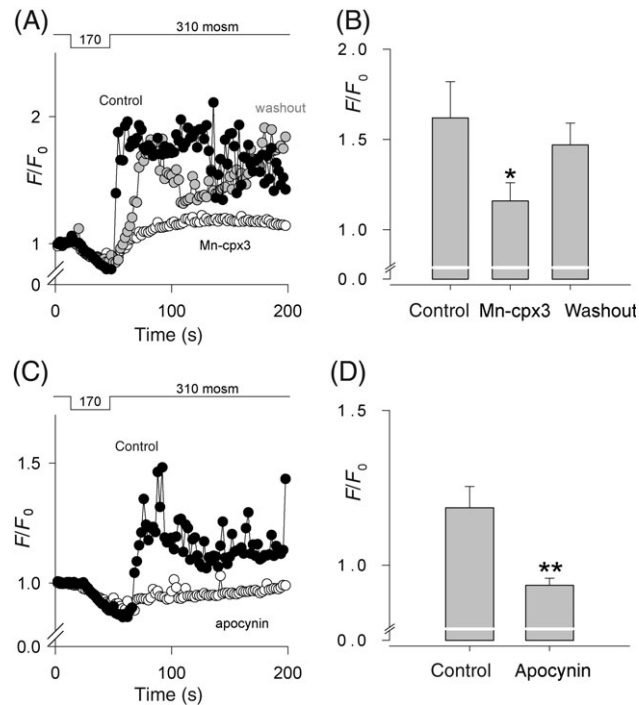 (A)
310 mosm
170
Control
washout
2
F/F0
1
Mn-cpx3
0
0
100
200
Time (s)
(B)
2.0
1.5
F/F0
*
1.0
0.0
Control Mn-cpx3 Washout
(C)
310 mosm
170
Control
1.5
F/F0
1.0
apocynin
0.0
0
100
200
Time (s)
(D)
1.5
F/F0
1.0
**
0.0
Control Apocynin